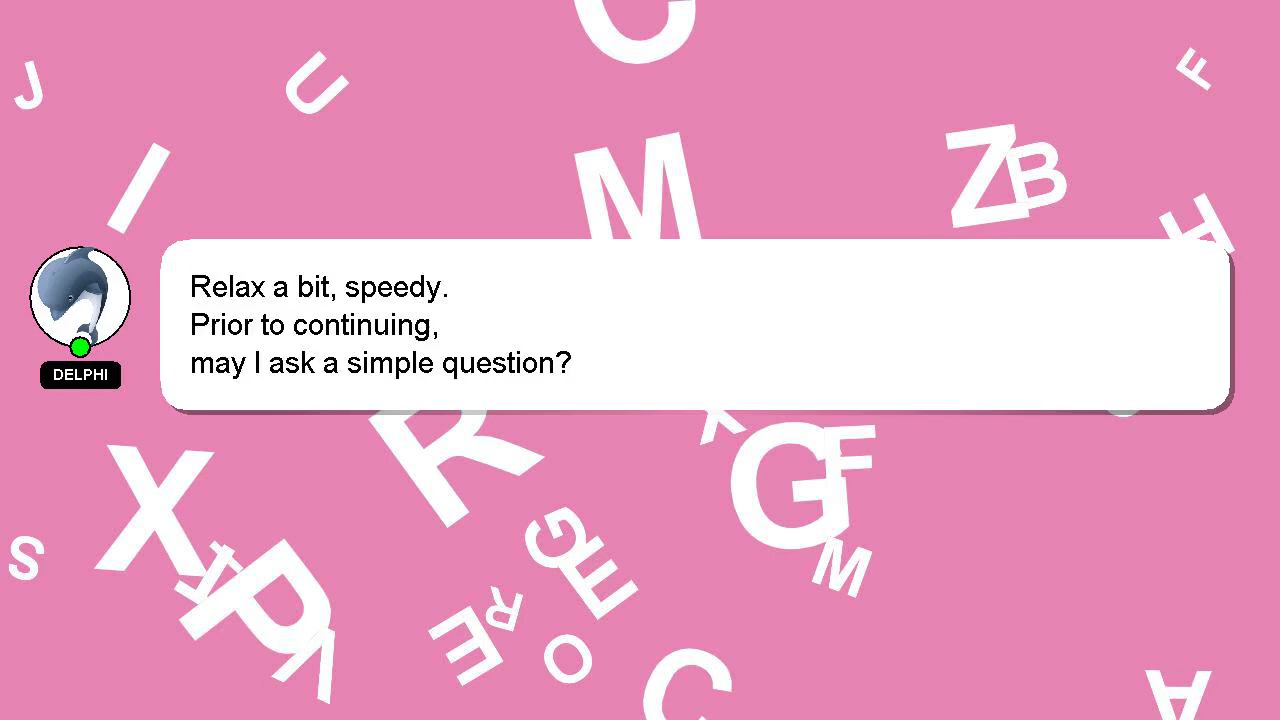 C
J
U
F
I
M
Z
B
A
DELPHI
Relax a bit, speedy.
Prior to continuing,
may I ask a simple question?
R
X
G
F
X
S
G
E
M
P
R
E
O
V
C
A